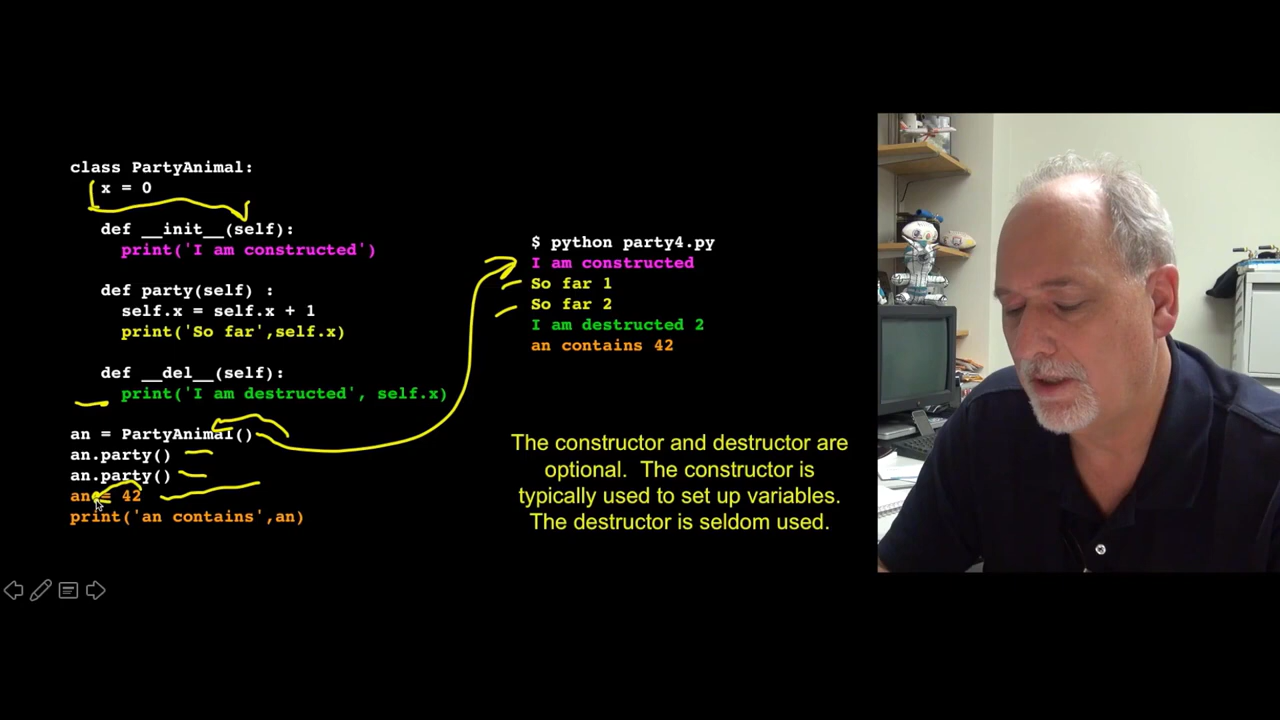 class PartyAnimal:
x = 0
def __init__(self):
print('I am constructed')
def party(self) :
self.x = self.x + 1
print('So far',self.x)
def __del__(self):
print('I am destructed', self.x)
an = PartyAnimal()
an.party()
an.party()
an = 42
print('an contains',an)
$ python party4.py
I am constructed
So far 1
So far 2
I am destructed 2
an contains 42
The constructor and destructor are
optional. The constructor is
typically used to set up variables.
The destructor is seldom used.